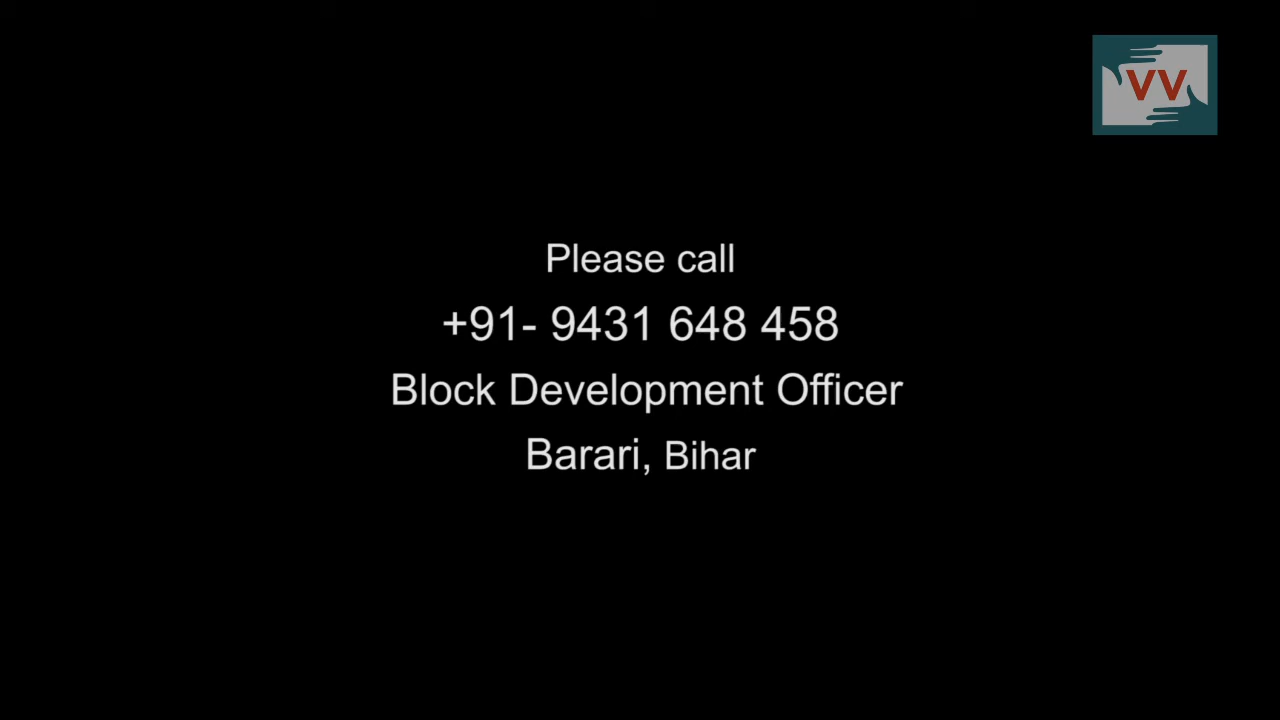 VV
Please call
+91- 9431 648 458
Block Development Officer
Barari, Bihar